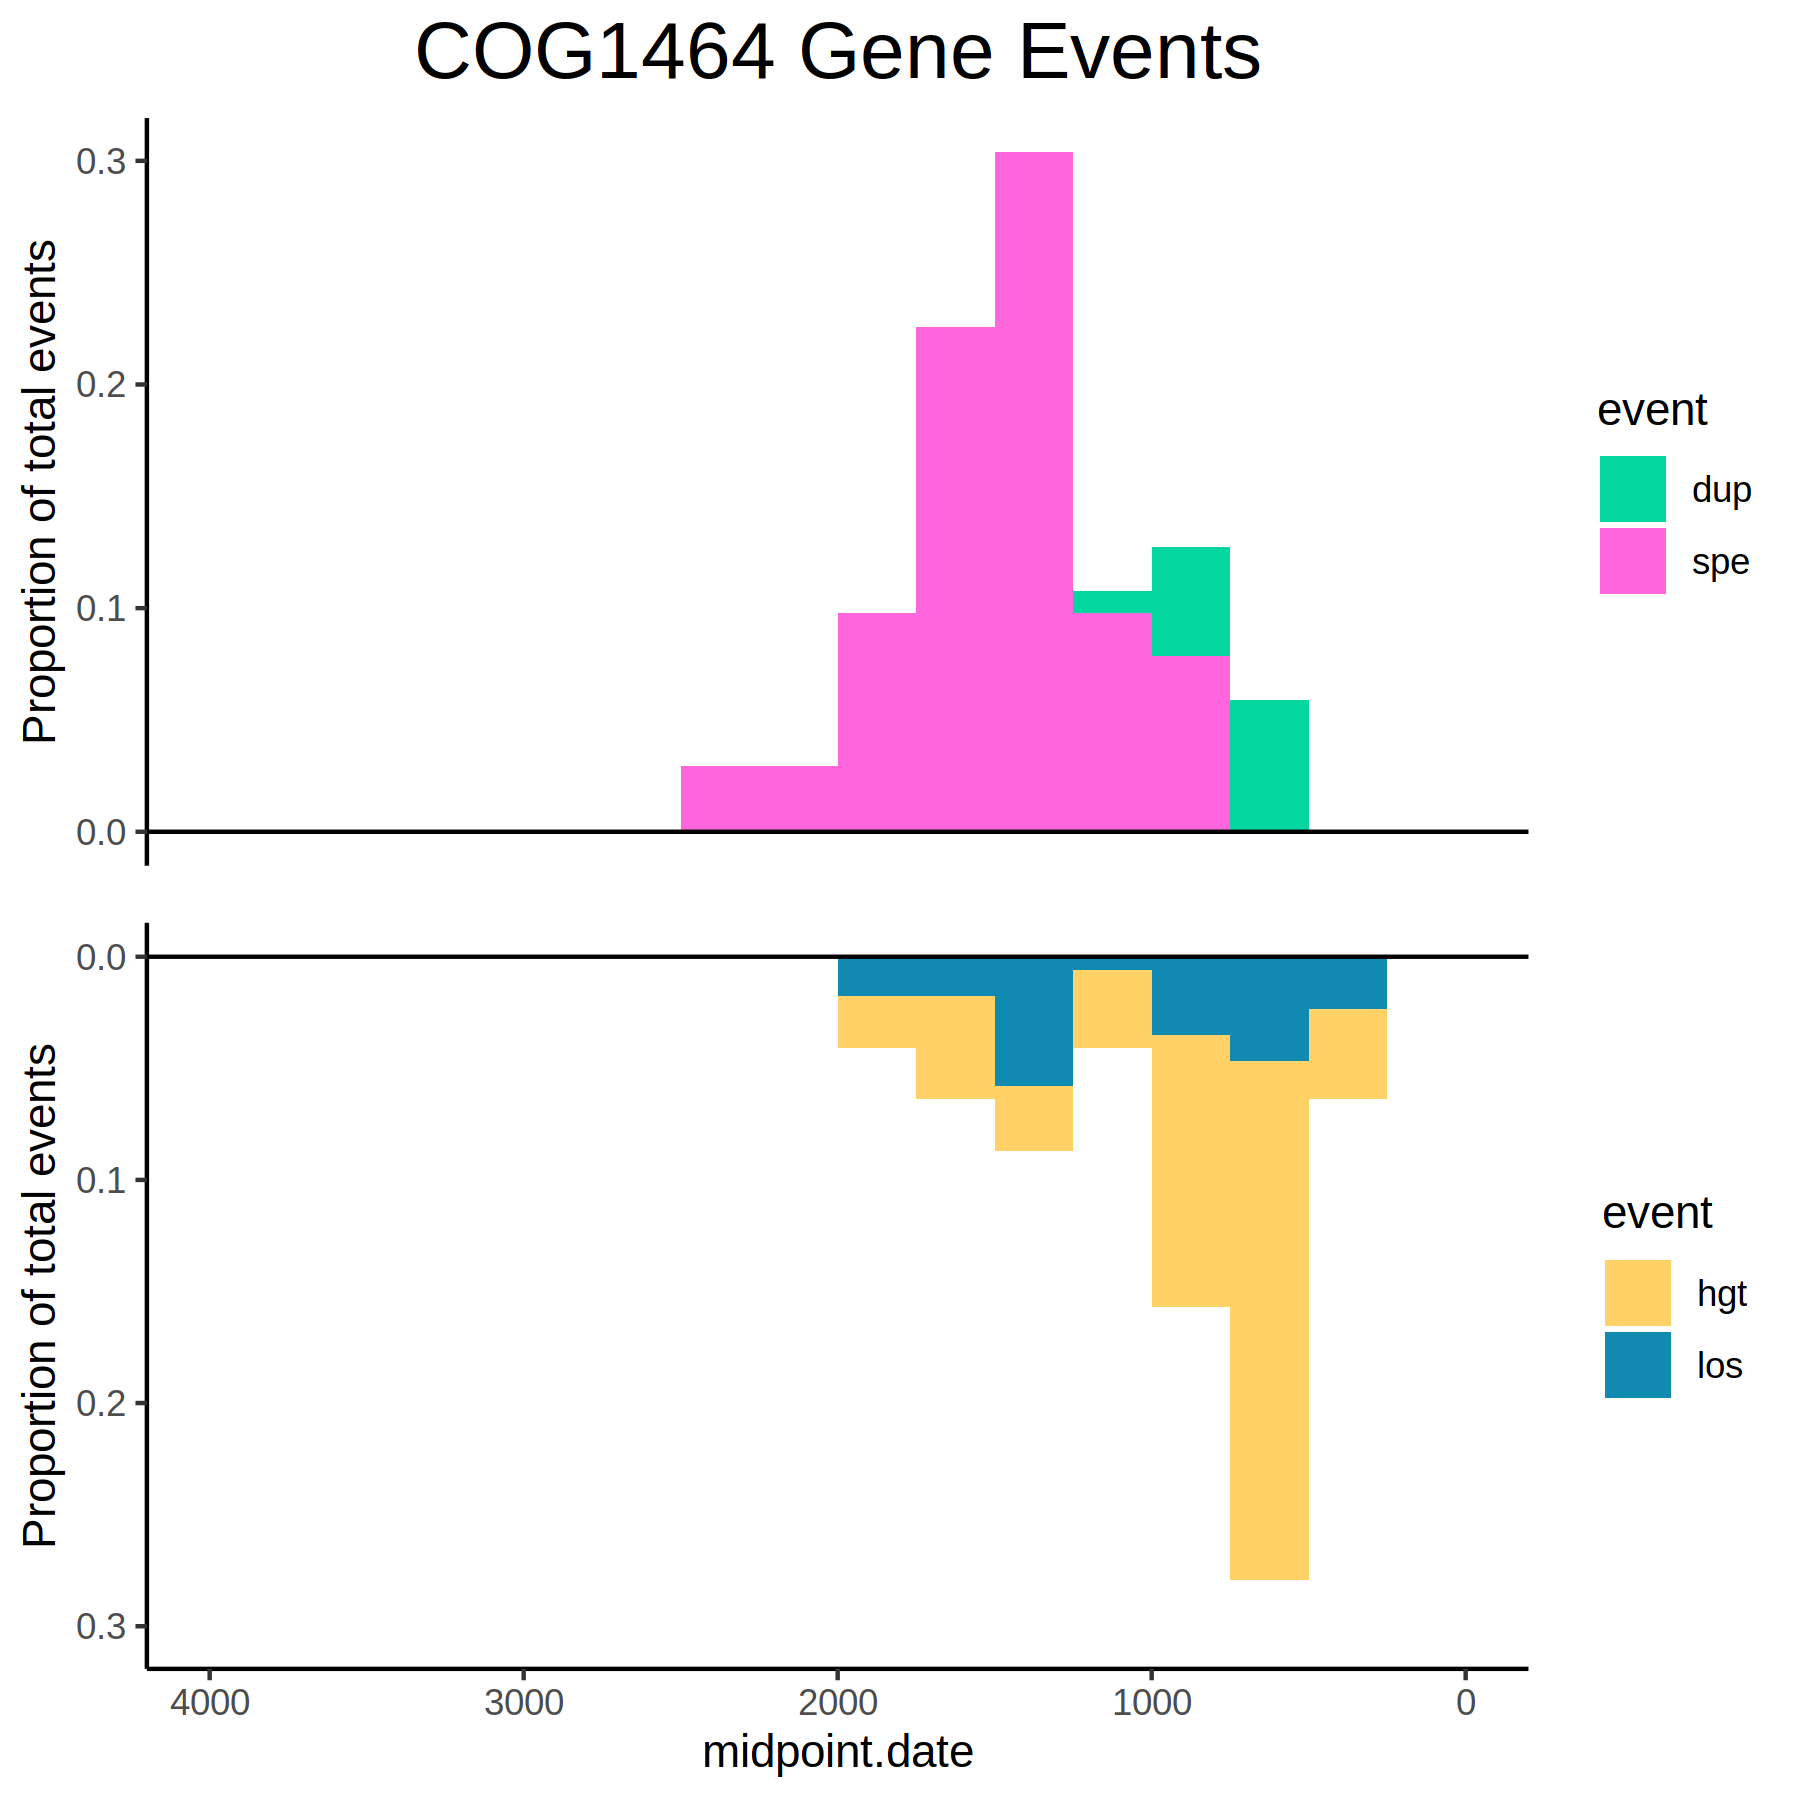 COG1464 Gene Events
Proportion of total events
0.3
0.2
0.1
0.0
event
dup
spe
Proportion of total events
0.0
0.1
0.2
0.3
event
hgt
los
4000 3000 2000 1000 0
midpoint.date